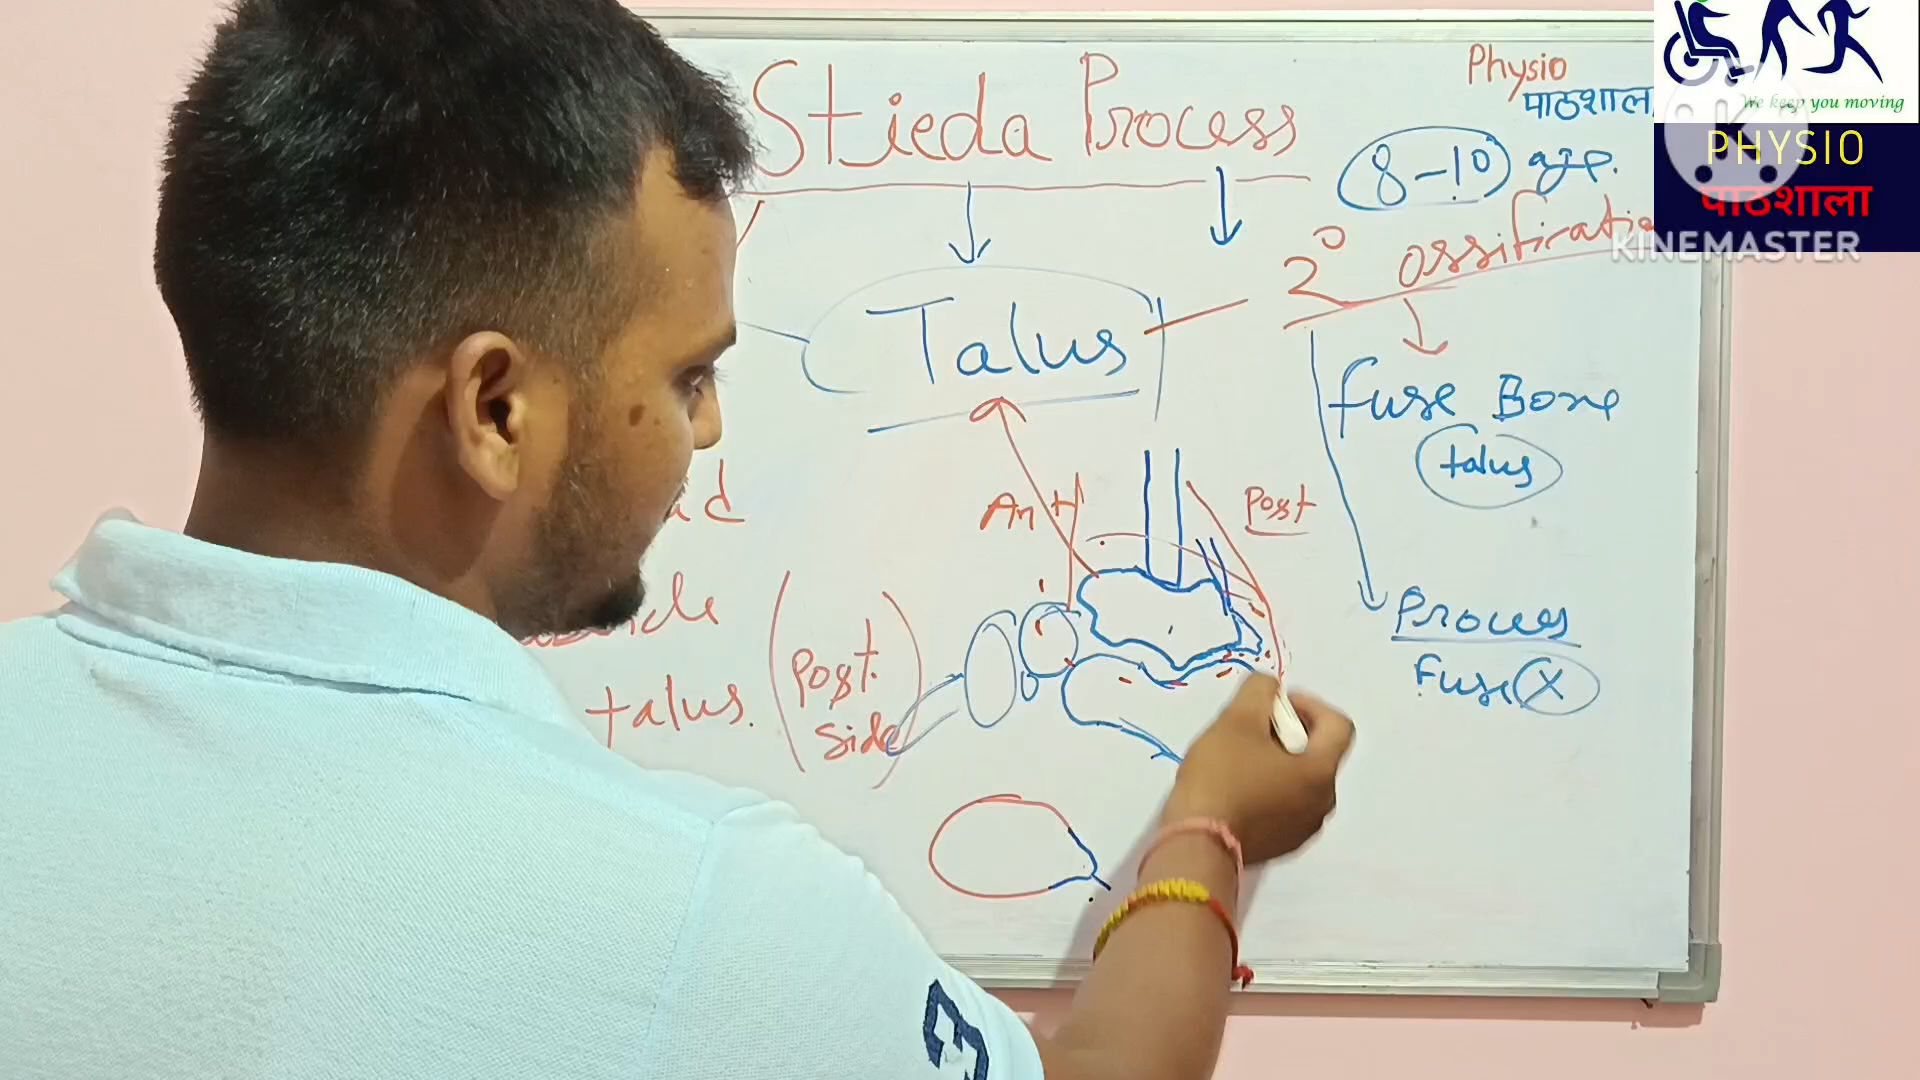 Stieda Process
Physio
पाठशाला
8-10 age.
2° ossification
Talus
fuse Bone
talus
Ant
Post
Process
Fuse X
talus.
Post.
side
We keep you moving
PHYSIO
पाठशाला
KINEMASTER
3